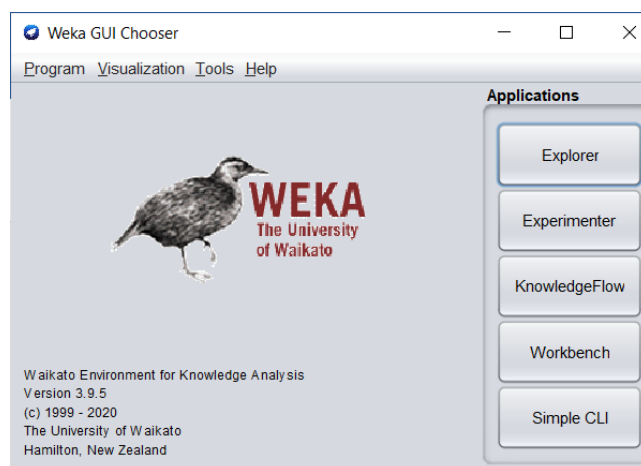 Weka GUI Chooser
Program Visualization Tools Help
Applications
Explorer
Experimenter
KnowledgeFlow
Workbench
Simple CLI
WEKA
The University
of Waikato
Waikato Environment for Knowledge Analysis
Version 3.9.5
(c) 1999 - 2020
The University of Waikato
Hamilton, New Zealand